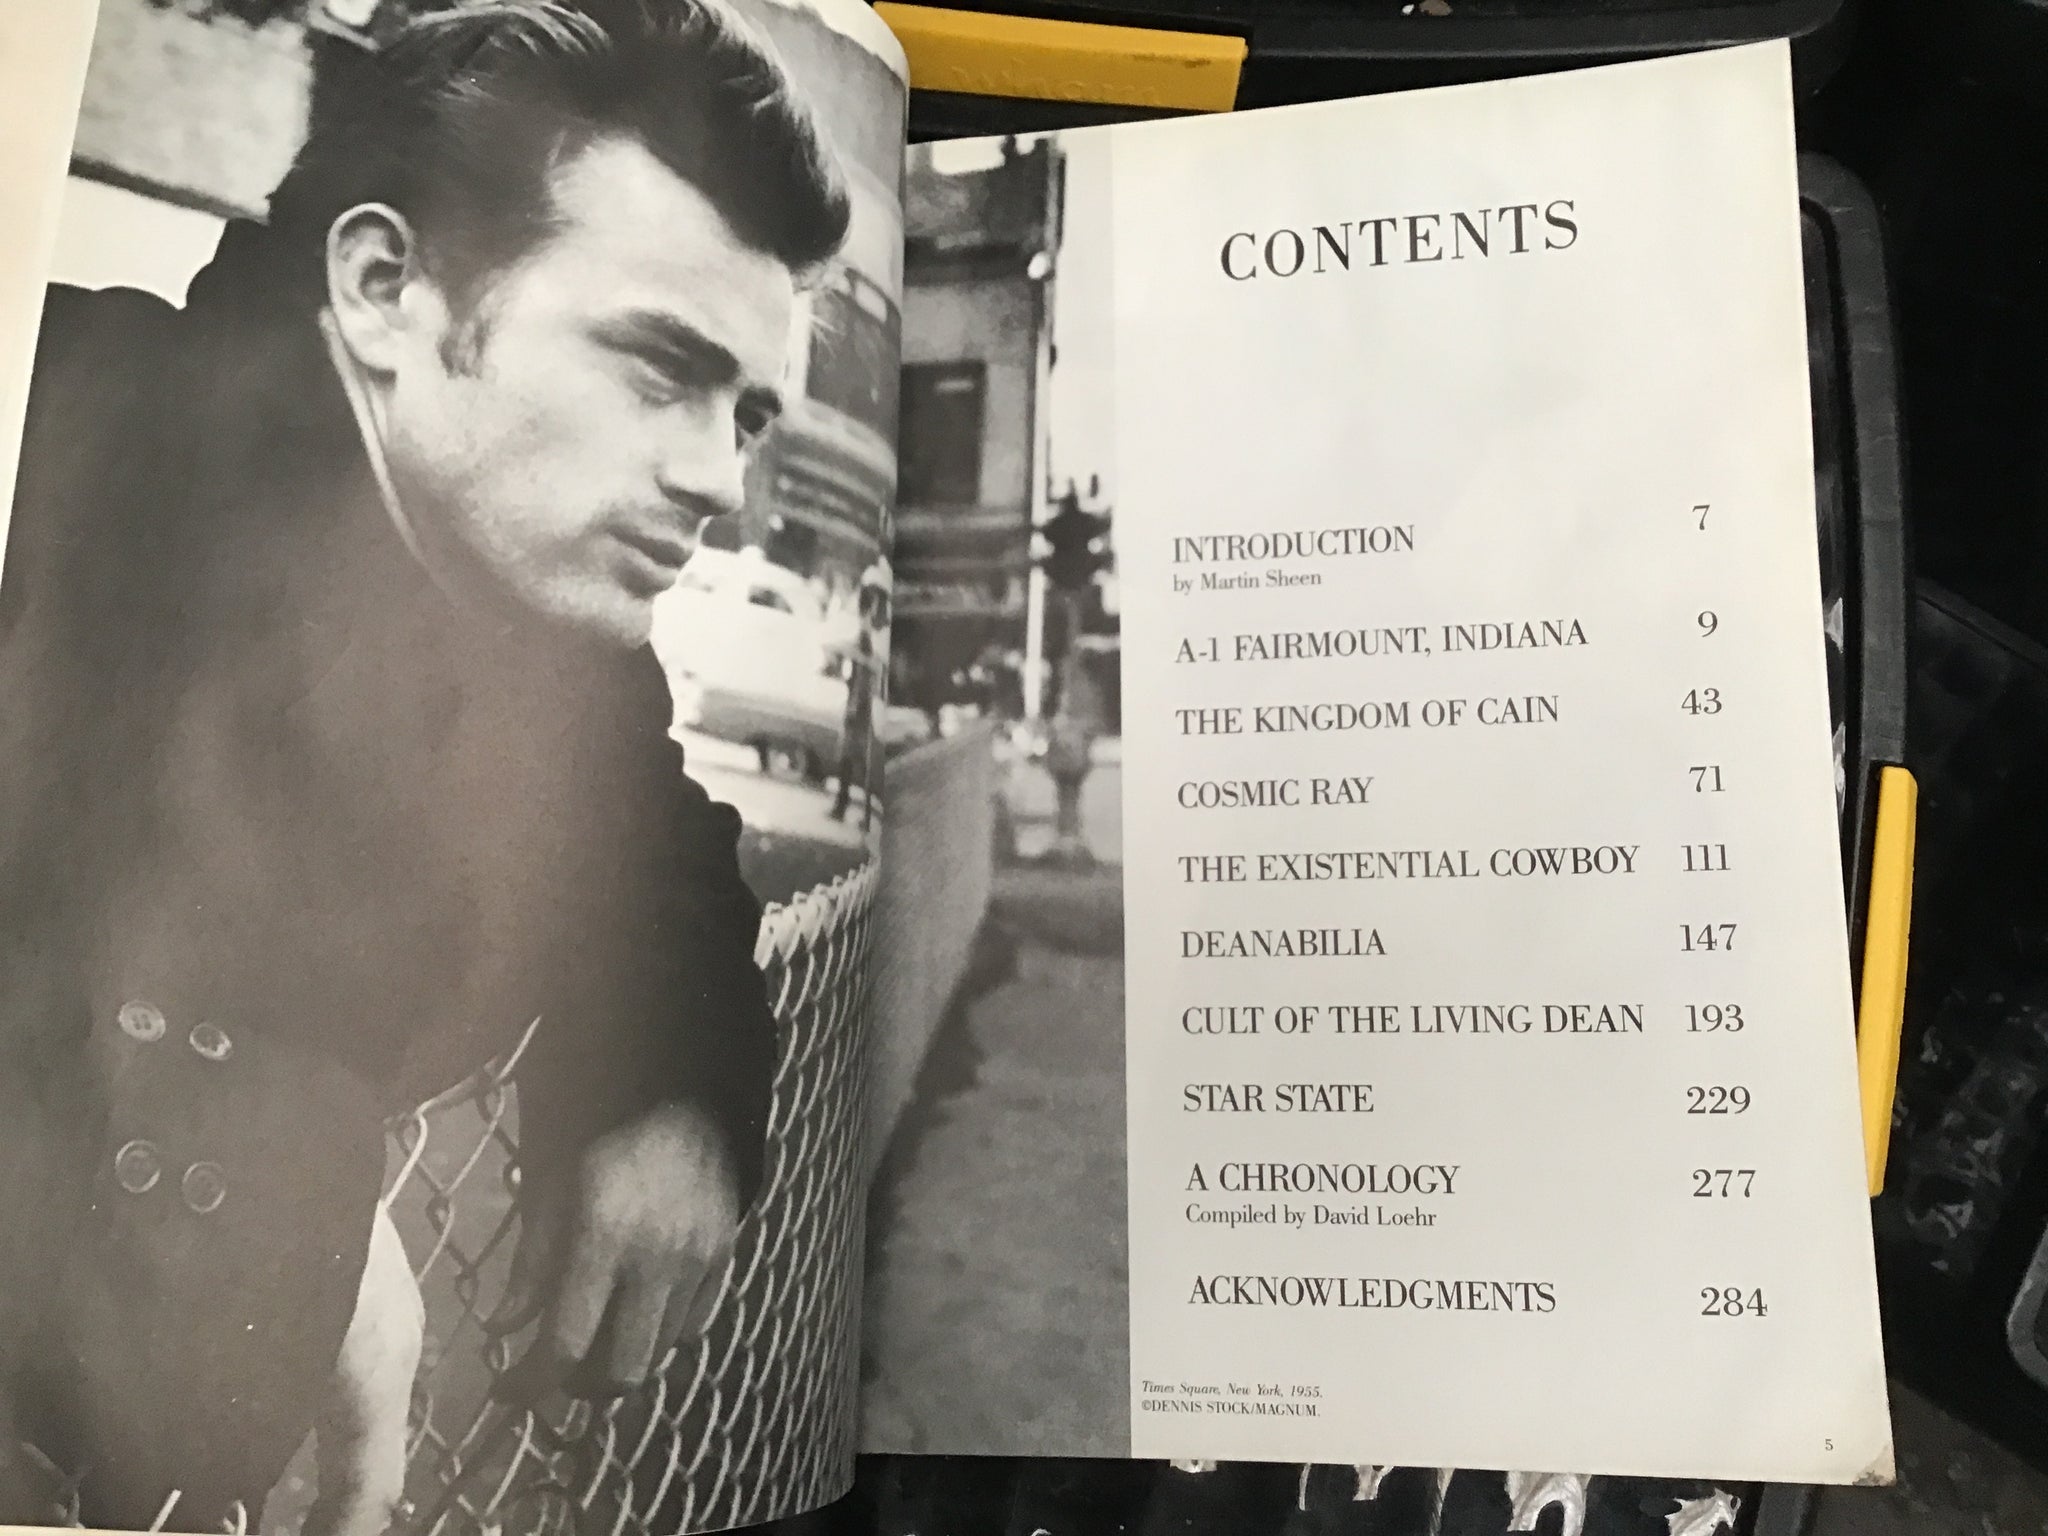 CONTENTS
INTRODUCTION 7
by Martin Sheen
A-1 FAIRMOUNT, INDIANA 9
THE KINGDOM OF CAIN 43
COSMIC RAY 71
THE EXISTENTIAL COWBOY 111
DEANABILIA 147
CULT OF THE LIVING DEAN 193
STAR STATE 229
A CHRONOLOGY 277
Compiled by David Loehr
ACKNOWLEDGMENTS 284
Times Square, New York, 1955.
©DENNIS STOCK/MAGNUM.
5